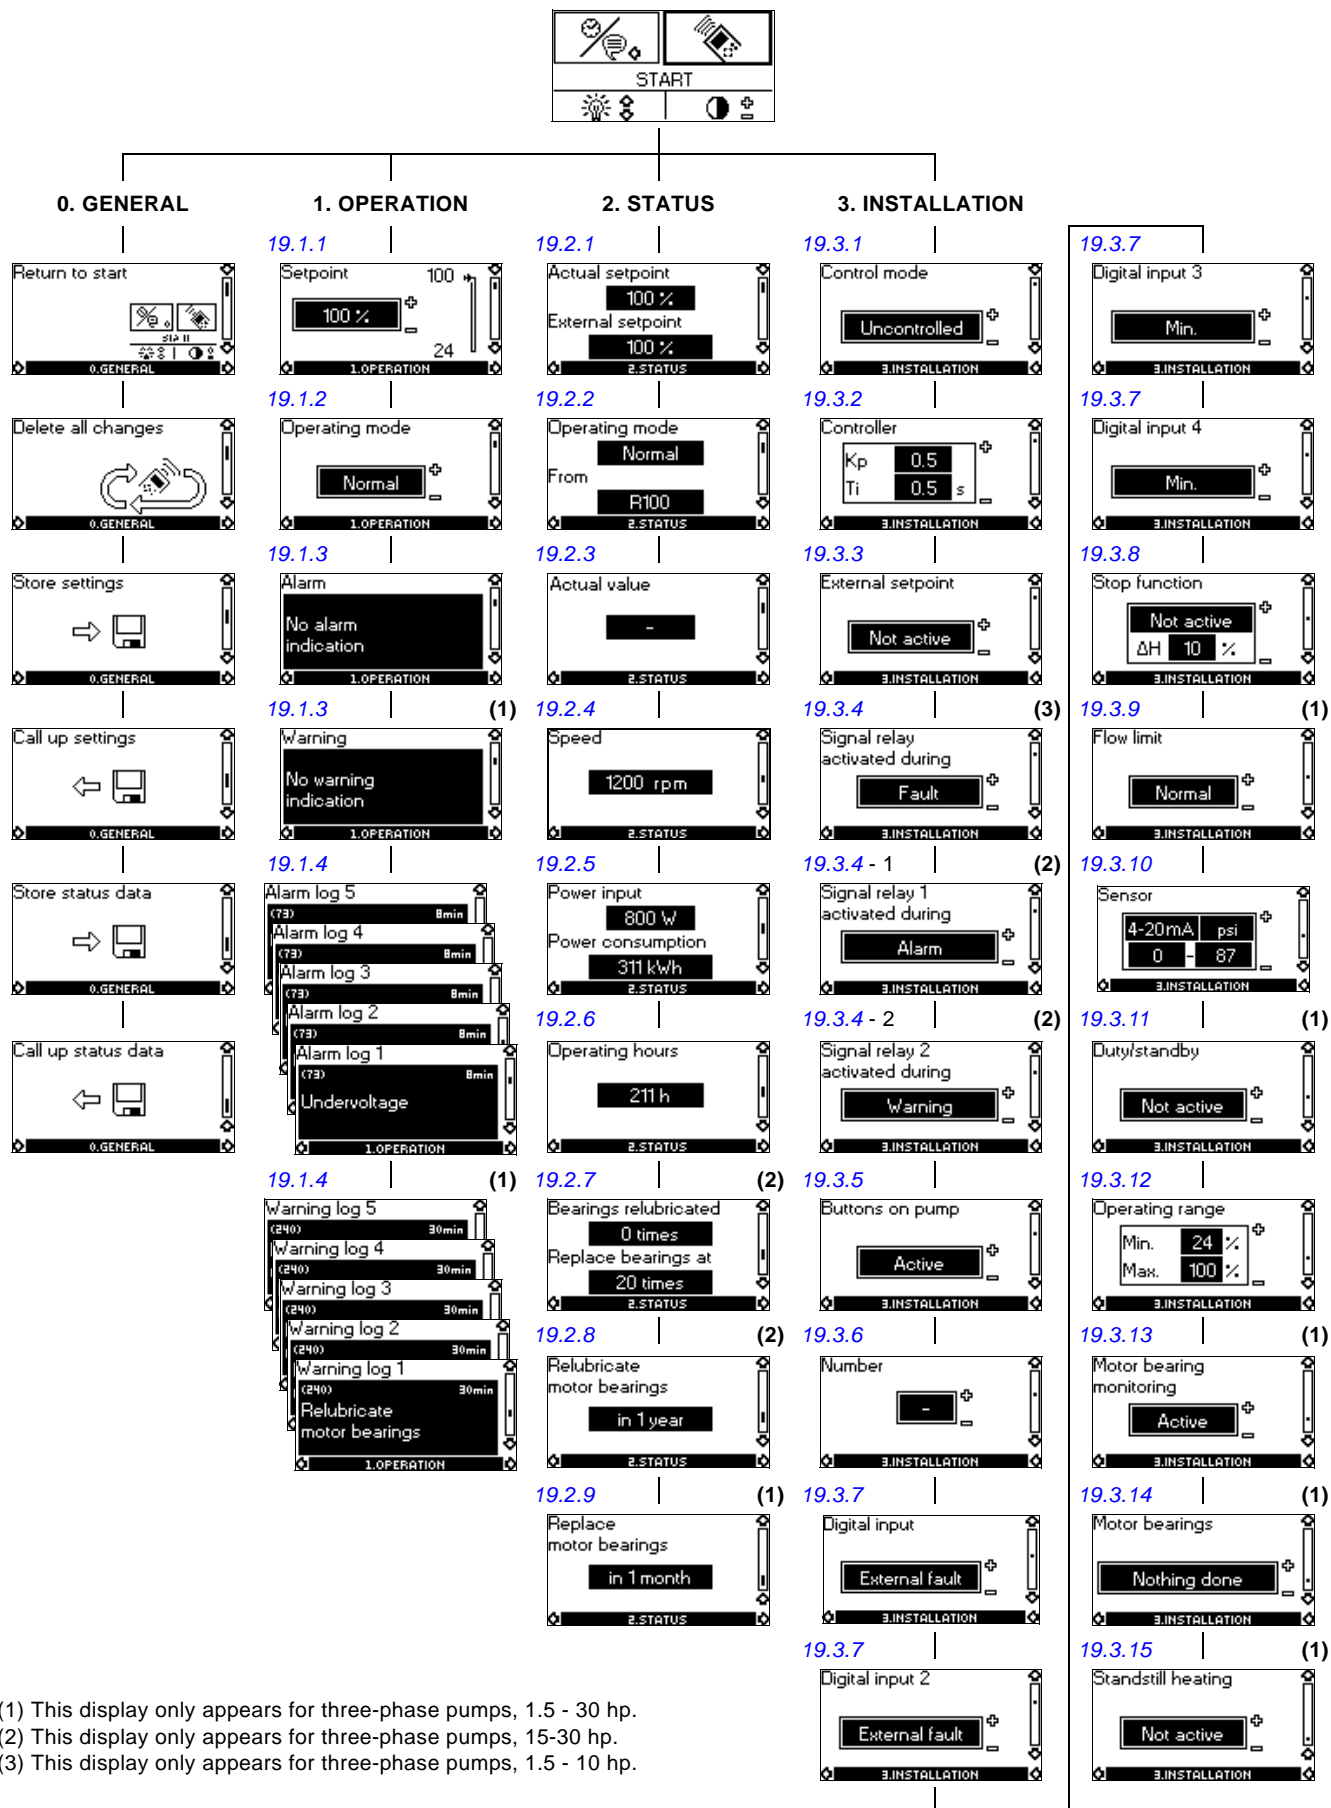 START
0. GENERAL
Return to start
START
0.GENERAL
Delete all changes
0.GENERAL
Store settings
0.GENERAL
Call up settings
0.GENERAL
Store status data
0.GENERAL
Call up status data
0.GENERAL
1. OPERATION
19.1.1
Setpoint
100
100 %
24
1.OPERATION
19.1.2
Operating mode
Normal
1.OPERATION
19.1.3
Alarm
No alarm
indication
1.OPERATION
19.1.3 (1)
Warning
No warning
indication
1.OPERATION
19.1.4
Alarm log 5
(73) 8min
Alarm log 4
(73) 8min
Alarm log 3
(73) 8min
Alarm log 2
(73) 8min
Alarm log 1
(73) 8min
Undervoltage
1.OPERATION
19.1.4 (1)
Warning log 5
(240) 30min
Warning log 4
(240) 30min
Warning log 3
(240) 30min
Warning log 2
(240) 30min
Warning log 1
(240) 30min
Relubricate
motor bearings
1.OPERATION
2. STATUS
19.2.1
Actual setpoint
100 %
External setpoint
100 %
2.STATUS
19.2.2
Operating mode
Normal
From
R100
2.STATUS
19.2.3
Actual value
-
2.STATUS
19.2.4
Speed
1200 rpm
2.STATUS
19.2.5
Power input
800 W
Power consumption
311 kWh
2.STATUS
19.2.6
Operating hours
211 h
2.STATUS
19.2.7 (2)
Bearings relubricated
0 times
Replace bearings at
20 times
2.STATUS
19.2.8 (2)
Relubricate
motor bearings
in 1 year
2.STATUS
19.2.9 (1)
Replace
motor bearings
in 1 month
2.STATUS
3. INSTALLATION
19.3.1
Control mode
Uncontrolled
3.INSTALLATION
19.3.2
Controller
Kp 0.5
Ti 0.5 s
3.INSTALLATION
19.3.3
External setpoint
Not active
3.INSTALLATION
19.3.4 (3)
Signal relay
activated during
Fault
3.INSTALLATION
19.3.4 - 1 (2)
Signal relay 1
activated during
Alarm
3.INSTALLATION
19.3.4 - 2 (2)
Signal relay 2
activated during
Warning
3.INSTALLATION
19.3.5
Buttons on pump
Active
3.INSTALLATION
19.3.6
Number
-
3.INSTALLATION
19.3.7
Digital input
External fault
3.INSTALLATION
19.3.7
Digital input 2
External fault
3.INSTALLATION
19.3.7
Digital input 3
Min.
3.INSTALLATION
19.3.7
Digital input 4
Min.
3.INSTALLATION
19.3.8
Stop function
Not active
ΔH 10 %
3.INSTALLATION
19.3.9 (1)
Flow limit
Normal
3.INSTALLATION
19.3.10
Sensor
4-20mA psi
0 - 87
3.INSTALLATION
19.3.11 (1)
Duty/standby
Not active
3.INSTALLATION
19.3.12
Operating range
Min. 24 %
Max. 100 %
3.INSTALLATION
19.3.13 (1)
Motor bearing
monitoring
Active
3.INSTALLATION
19.3.14 (1)
Motor bearings
Nothing done
3.INSTALLATION
19.3.15 (1)
Standstill heating
Not active
3.INSTALLATION
(1) This display only appears for three-phase pumps, 1.5 - 30 hp.
(2) This display only appears for three-phase pumps, 15-30 hp.
(3) This display only appears for three-phase pumps, 1.5 - 10 hp.